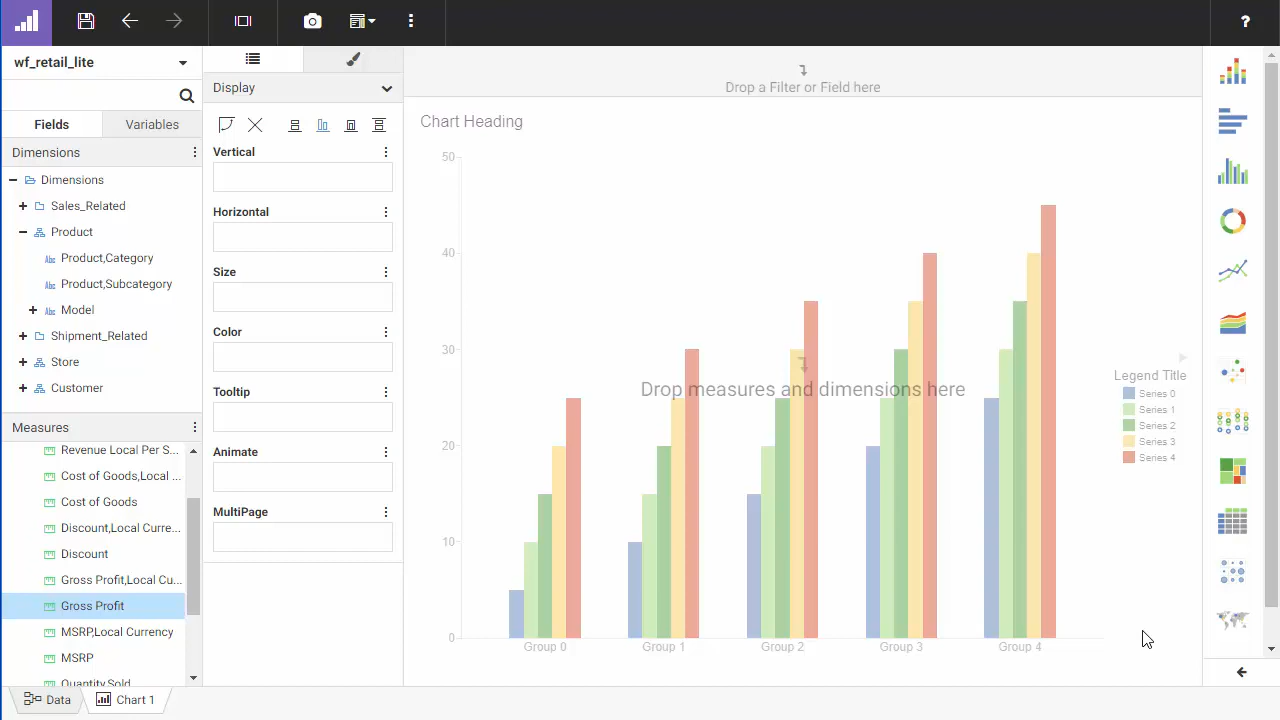 ?
wf_retail_lite
Fields
Variables
Dimensions
Dimensions
Sales_Related
Product
Abc Product,Category
Abc Product,Subcategory
Abc Model
Shipment_Related
Store
Customer
Measures
Revenue Local Per S...
Cost of Goods,Local ...
Cost of Goods
Discount,Local Curre...
Discount
Gross Profit,Local Cu...
Gross Profit
MSRP,Local Currency
MSRP
Quantity,Sold
Display
Vertical
Horizontal
Size
Color
Tooltip
Animate
MultiPage
Drop a Filter or Field here
Chart Heading
50
40
30
20
10
0
Drop measures and dimensions here
Group 0
Group 1
Group 2
Group 3
Group 4
Legend Title
Series 0
Series 1
Series 2
Series 3
Series 4
Data
Chart 1